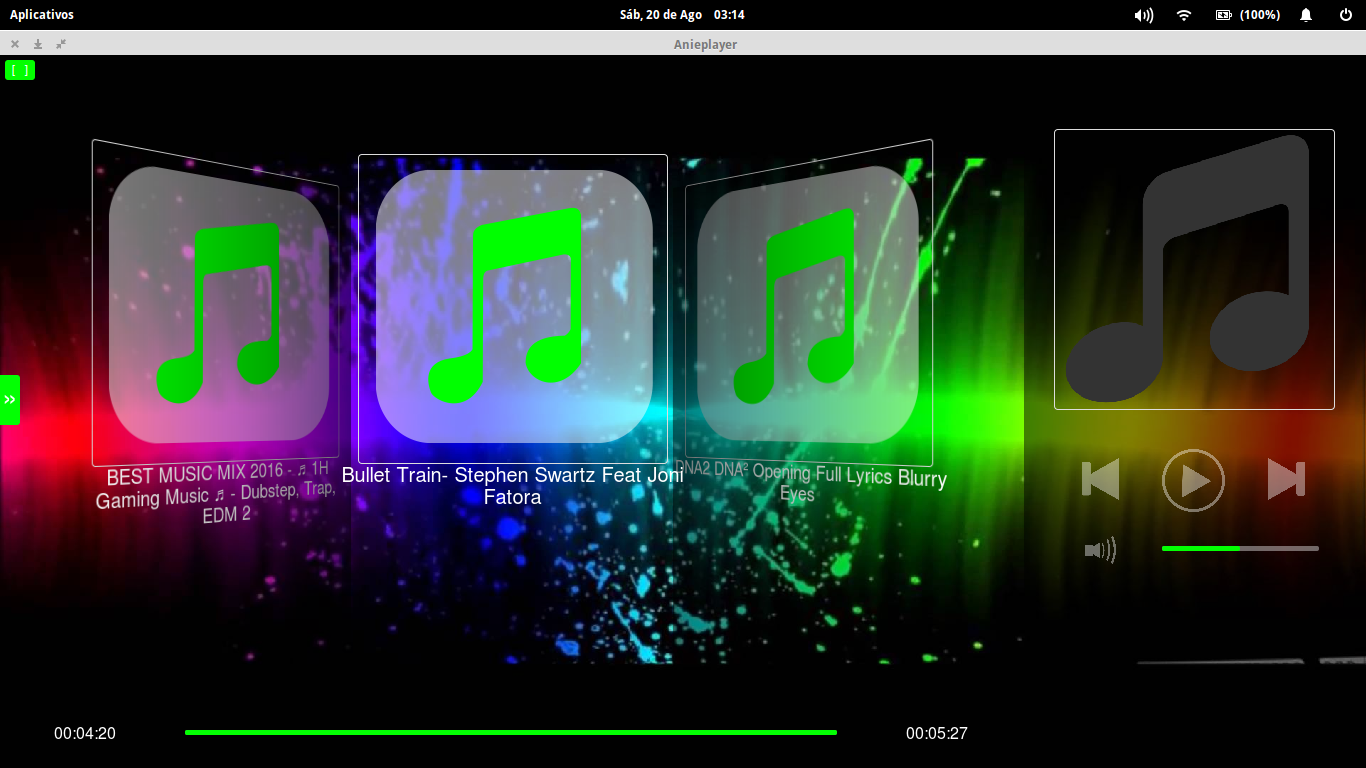 Aplicativos
Sáb, 20 de Ago 03:14
(100%)
Anieplayer
[ ]
»
BEST MUSIC MIX 2016 - ♬ 1H
Gaming Music ♬ - Dubstep, Trap,
EDM 2
Bullet Train- Stephen Swartz Feat Joni
Fatora
DNA2 DNA² Opening Full Lyrics Blurry
Eyes
00:04:20
00:05:27